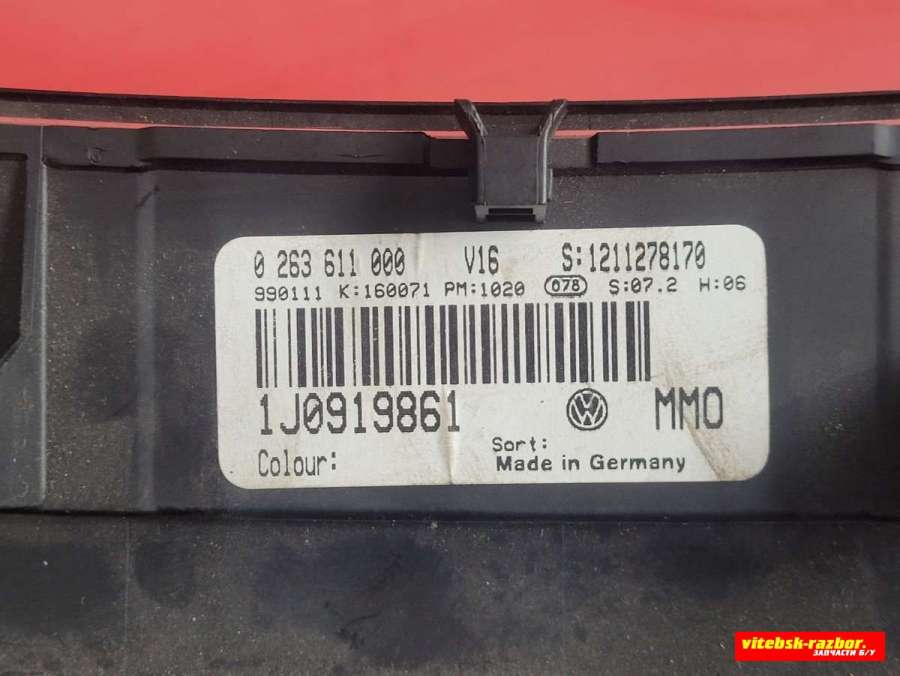 0 263 611 000 V16 S:1211278170
990111 K:160071 PM:1020 078 S:07.2 H:06
1J0919861 MM0
Sort:
Colour: Made in Germany
vitebsk-razbor.
ЗАПЧАСТИ Б/У